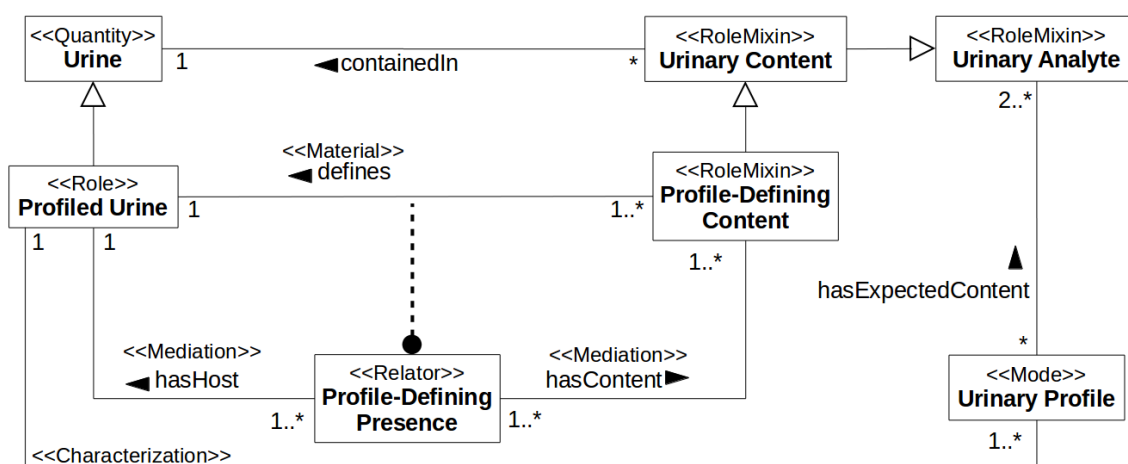 <<Quantity>>
Urine
1
containedIn
*
<<RoleMixin>>
Urinary Content
<<RoleMixin>>
Urinary Analyte
2..*
<<Material>>
defines
<<Role>>
Profiled Urine
1
1..*
<<RoleMixin>>
Profile-Defining
Content
1
1
1..*
hasExpectedContent
*
<<Mediation>>
hasHost
1..*
<<Relator>>
Profile-Defining
Presence
<<Mediation>>
hasContent
1..*
<<Mode>>
Urinary Profile
1..*
<<Characterization>>